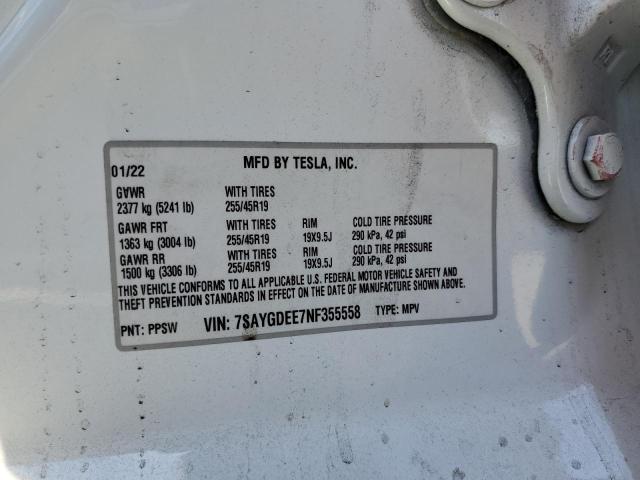 MFD BY TESLA, INC.
01/22
GVWR WITH TIRES
2377 kg (5241 lb) 255/45R19
GAWR FRT WITH TIRES RIM COLD TIRE PRESSURE
1363 kg (3004 lb) 255/45R19 19X9.5J 290 kPa, 42 psi
GAWR RR WITH TIRES RIM COLD TIRE PRESSURE
1500 kg (3306 lb) 255/45R19 19X9.5J 290 kPa, 42 psi
THIS VEHICLE CONFORMS TO ALL APPLICABLE U.S. FEDERAL MOTOR VEHICLE SAFETY AND
THEFT PREVENTION STANDARDS IN EFFECT ON THE DATE OF MANUFACTURE SHOWN ABOVE.
PNT: PPSW VIN: 7SAYGDEE7NF355558 TYPE: MPV